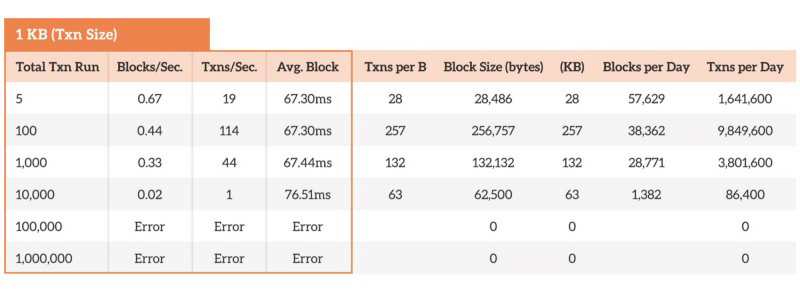 1 KB (Txn Size)
Total Txn Run Blocks/Sec. Txns/Sec. Avg. Block Txns per B Block Size (bytes) (KB) Blocks per Day Txns per Day
5 0.67 19 67.30ms 28 28,486 28 57,629 1,641,600
100 0.44 114 67.30ms 257 256,757 257 38,362 9,849,600
1,000 0.33 44 67.44ms 132 132,132 132 28,771 3,801,600
10,000 0.02 1 76.51ms 63 62,500 63 1,382 86,400
100,000 Error Error Error 0 0 0
1,000,000 Error Error Error 0 0 0